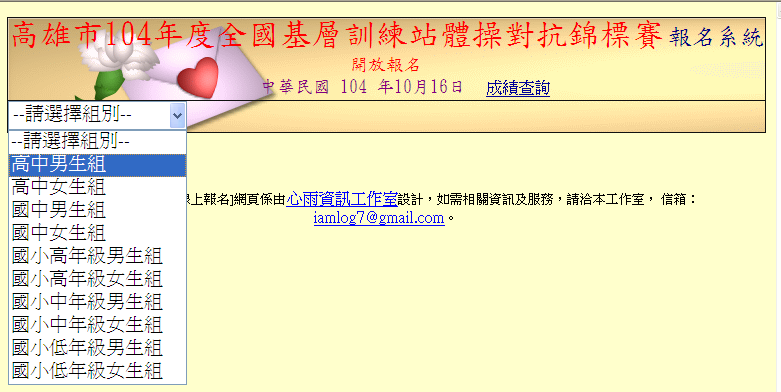 高雄市104年度全國基層訓練站體操對抗錦標賽 報名系統
開放報名
中華民國 104 年10月16日 成績查詢
--請選擇組別--
--請選擇組別--
高中男生組
高中女生組
國中男生組
國中女生組
國小高年級男生組
國小高年級女生組
國小中年級男生組
國小中年級女生組
國小低年級男生組
國小低年級女生組
上報名]網頁係由心雨資訊工作室設計，如需相關資訊及服務，請洽本工作室， 信箱：
iamlog7@gmail.com。